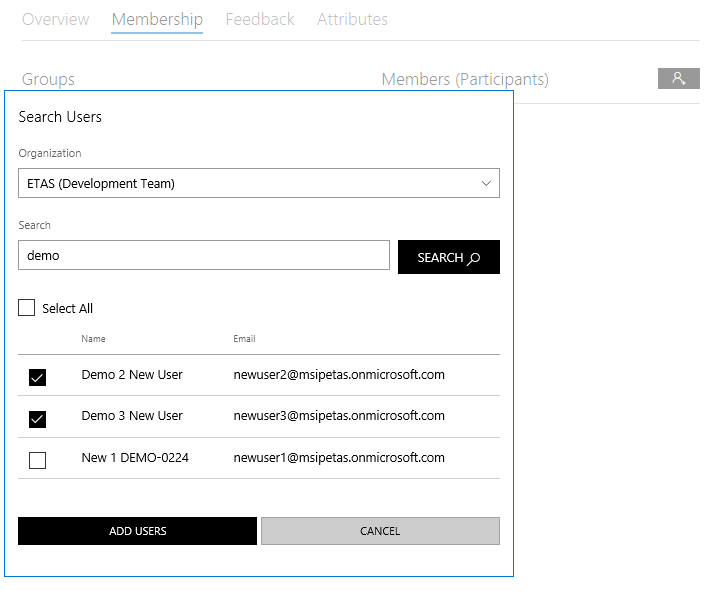 Overview Membership Feedback Attributes
Groups Members (Participants)
Search Users
Organization
ETAS (Development Team)
Search
demo
SEARCH
Select All
Name Email
Demo 2 New User newuser2@msipetas.onmicrosoft.com
Demo 3 New User newuser3@msipetas.onmicrosoft.com
New 1 DEMO-0224 newuser1@msipetas.onmicrosoft.com
ADD USERS CANCEL